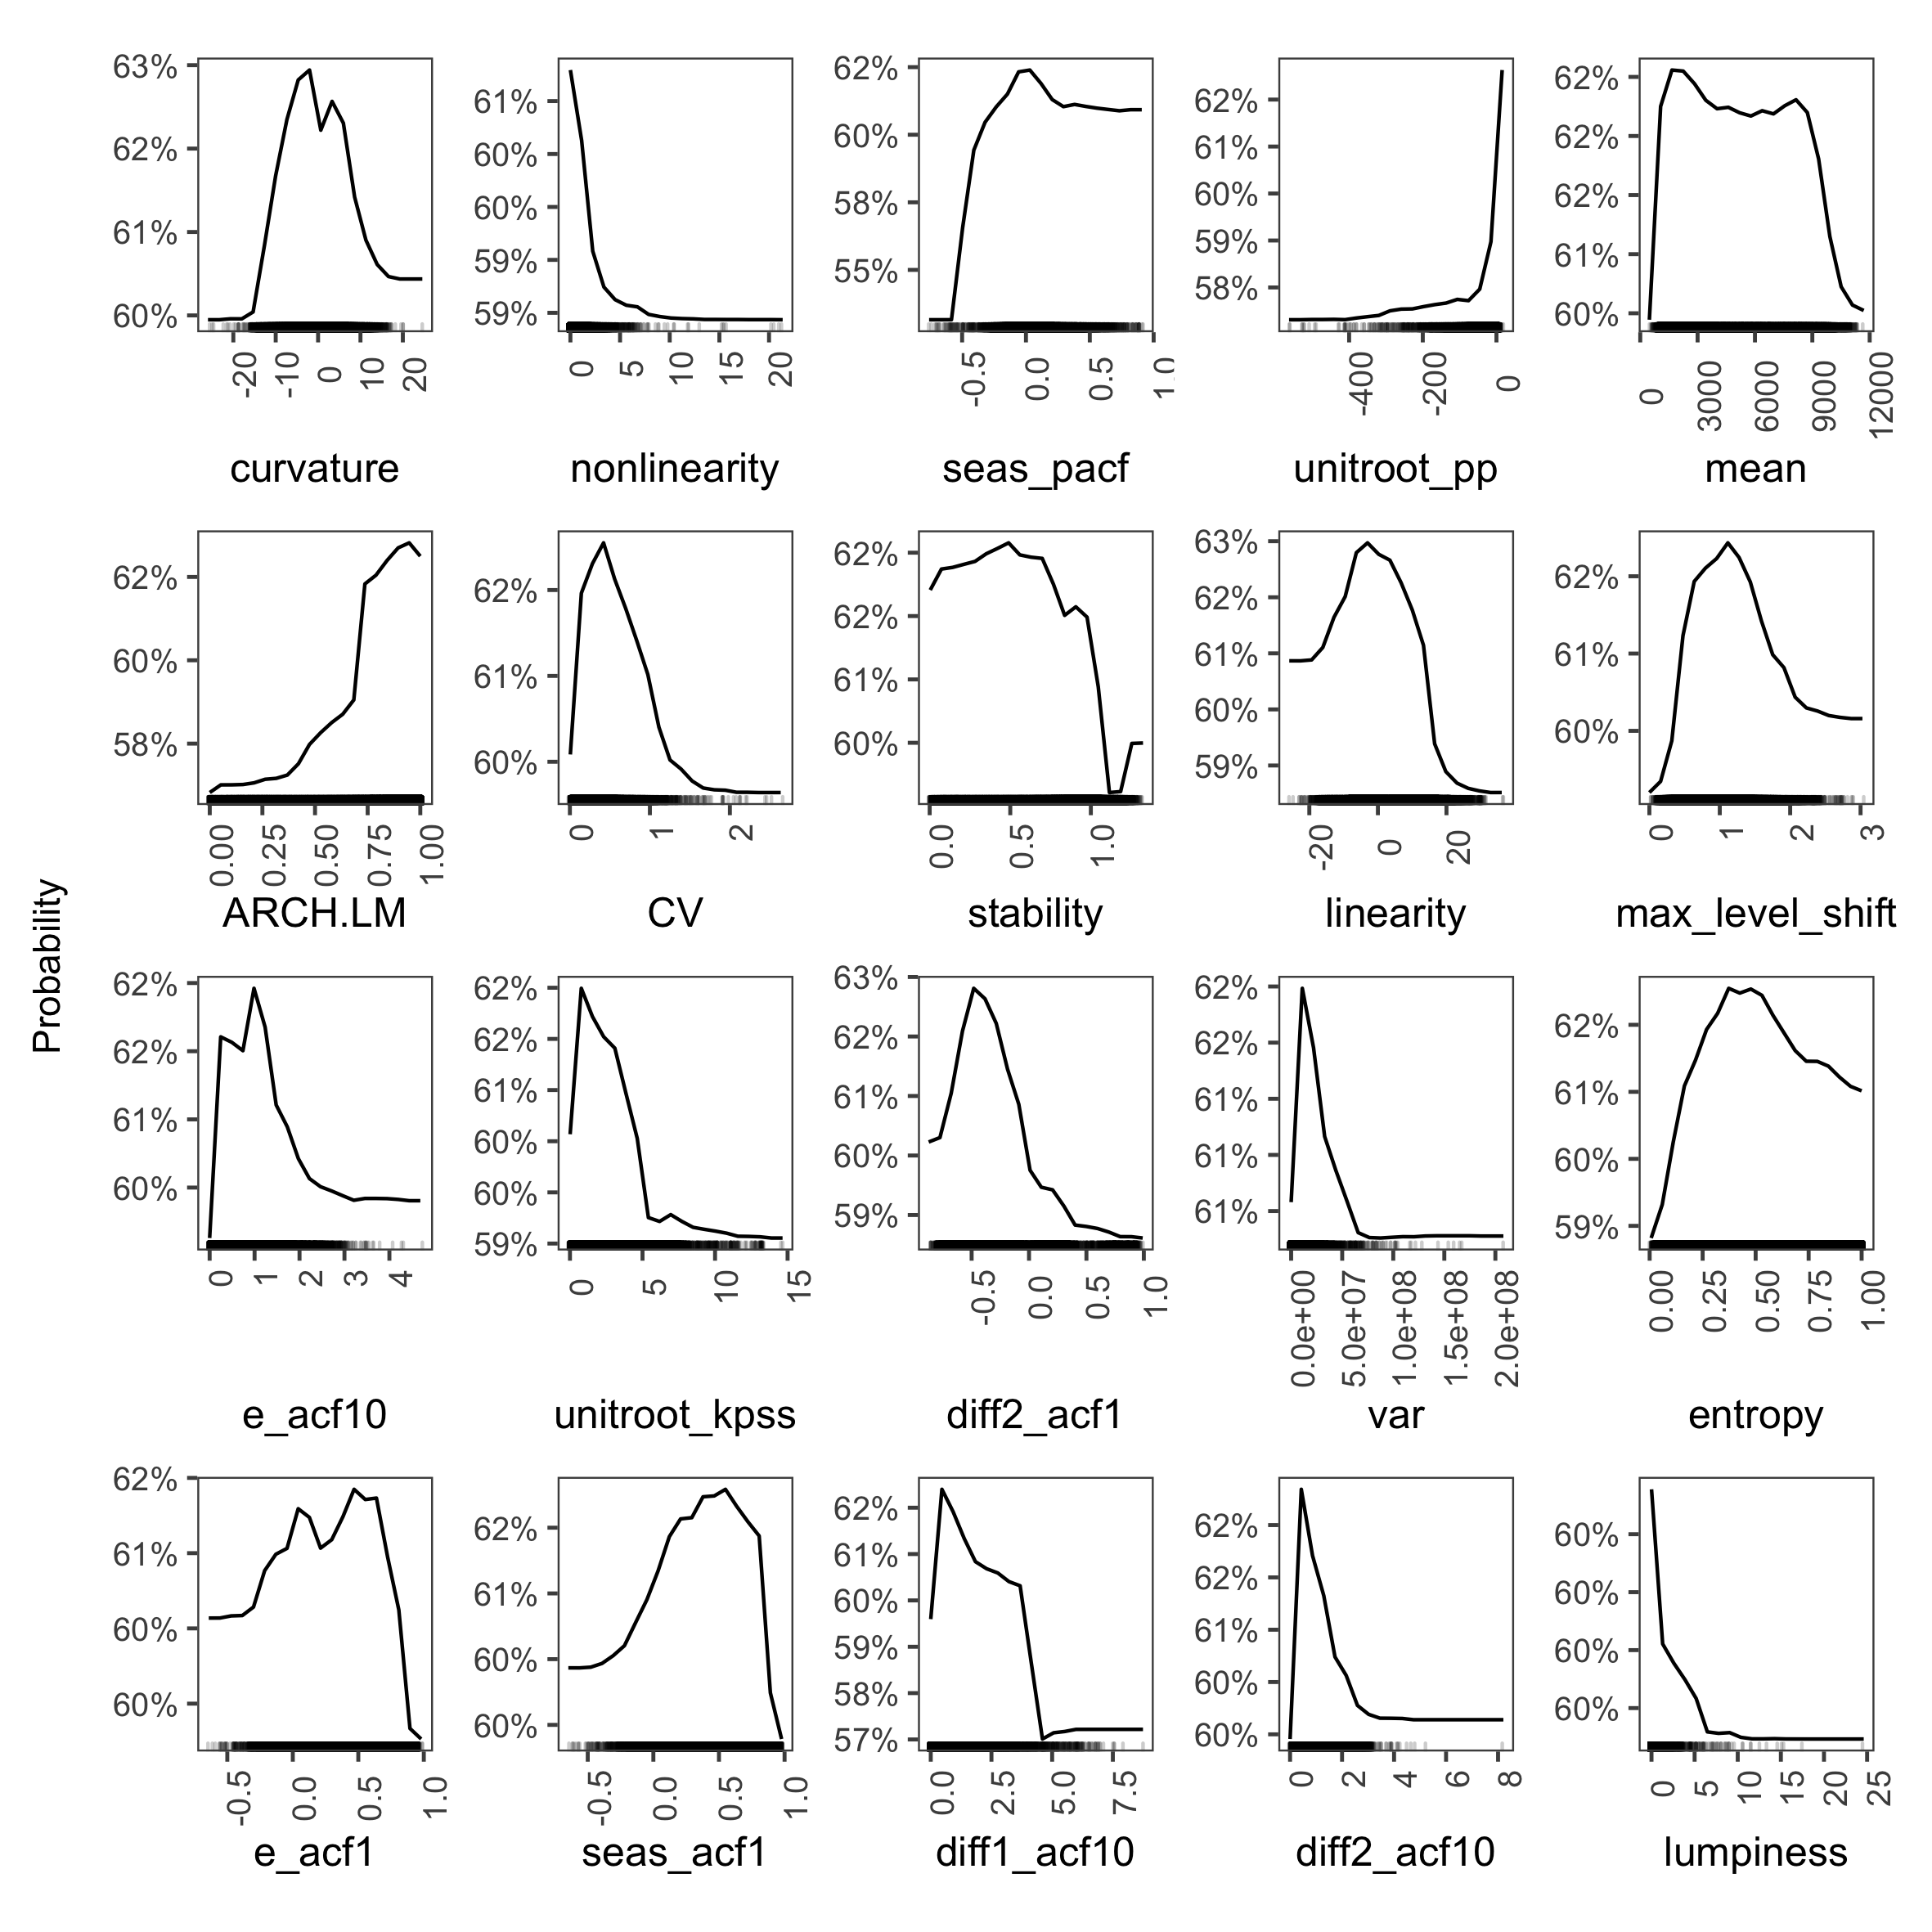 Probability
63%
62%
61%
60%
-20 -10 0 10 20
curvature
61%
60%
60%
59%
59%
0 5 10 15 20
nonlinearity
62%
60%
58%
55%
-0.5 0.0 0.5 1.0
seas_pacf
62%
61%
60%
59%
58%
-400 -200 0
unitroot_pp
62%
62%
62%
61%
60%
0 3000 6000 9000 12000
mean
62%
60%
58%
0.00 0.25 0.50 0.75 1.00
ARCH.LM
62%
61%
60%
0 1 2
CV
62%
62%
61%
60%
0.0 0.5 1.0
stability
63%
62%
61%
60%
59%
-20 0 20
linearity
62%
61%
60%
0 1 2 3
max_level_shift
62%
62%
61%
60%
0 1 2 3 4
e_acf10
62%
62%
61%
60%
60%
59%
0 5 10 15
unitroot_kpss
63%
62%
61%
60%
59%
-0.5 0.0 0.5 1.0
diff2_acf1
62%
62%
61%
61%
61%
0.0e+00 5.0e+07 1.0e+08 1.5e+08 2.0e+08
var
62%
61%
60%
59%
0.00 0.25 0.50 0.75 1.00
entropy
62%
61%
60%
60%
-0.5 0.0 0.5 1.0
e_acf1
62%
61%
60%
60%
-0.5 0.0 0.5 1.0
seas_acf1
62%
61%
60%
59%
58%
57%
0.0 2.5 5.0 7.5
diff1_acf10
62%
62%
61%
60%
60%
0 2 4 6 8
diff2_acf10
60%
60%
60%
60%
0 5 10 15 20 25
lumpiness